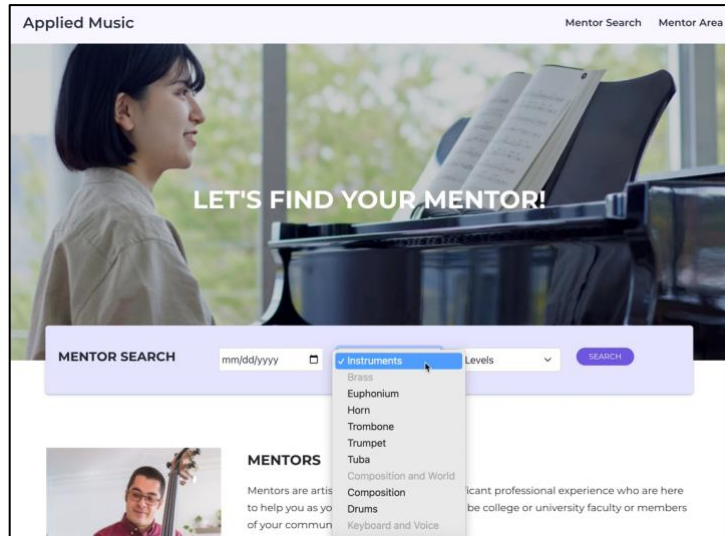 Applied Music
Mentor Search Mentor Area
LET'S FIND YOUR MENTOR!
MENTOR SEARCH
mm/dd/yyyy
✓ Instruments
Levels
SEARCH
Brass
Euphonium
Horn
Trombone
Trumpet
Tuba
Composition and World
Composition
Drums
Keyboard and Voice
MENTORS
Mentors are artis
icant professional experience who are here
to help you as yo
be college or university faculty or members
of your commun